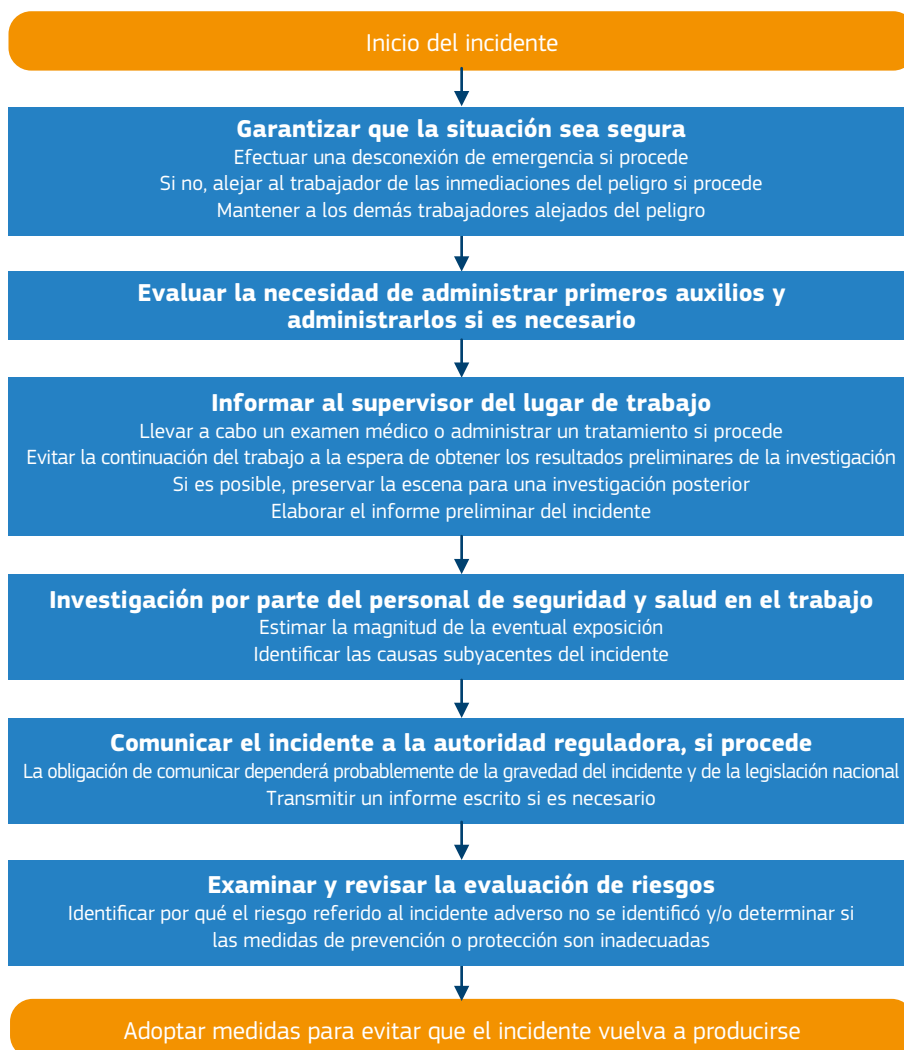 Inicio del incidente
Garantizar que la situación sea segura
Efectuar una desconexión de emergencia si procede
Si no, alejar al trabajador de las inmediaciones del peligro si procede
Mantener a los demás trabajadores alejados del peligro
Evaluar la necesidad de administrar primeros auxilios y
administrarlos si es necesario
Informar al supervisor del lugar de trabajo
Llevar a cabo un examen médico o administrar un tratamiento si procede
Evitar la continuación del trabajo a la espera de obtener los resultados preliminares de la investigación
Si es posible, preservar la escena para una investigación posterior
Elaborar el informe preliminar del incidente
Investigación por parte del personal de seguridad y salud en el trabajo
Estimar la magnitud de la eventual exposición
Identificar las causas subyacentes del incidente
Comunicar el incidente a la autoridad reguladora, si procede
La obligación de comunicar dependerá probablemente de la gravedad del incidente y de la legislación nacional
Transmitir un informe escrito si es necesario
Examinar y revisar la evaluación de riesgos
Identificar por qué el riesgo referido al incidente adverso no se identificó y/o determinar si
las medidas de prevención o protección son inadecuadas
Adoptar medidas para evitar que el incidente vuelva a producirse